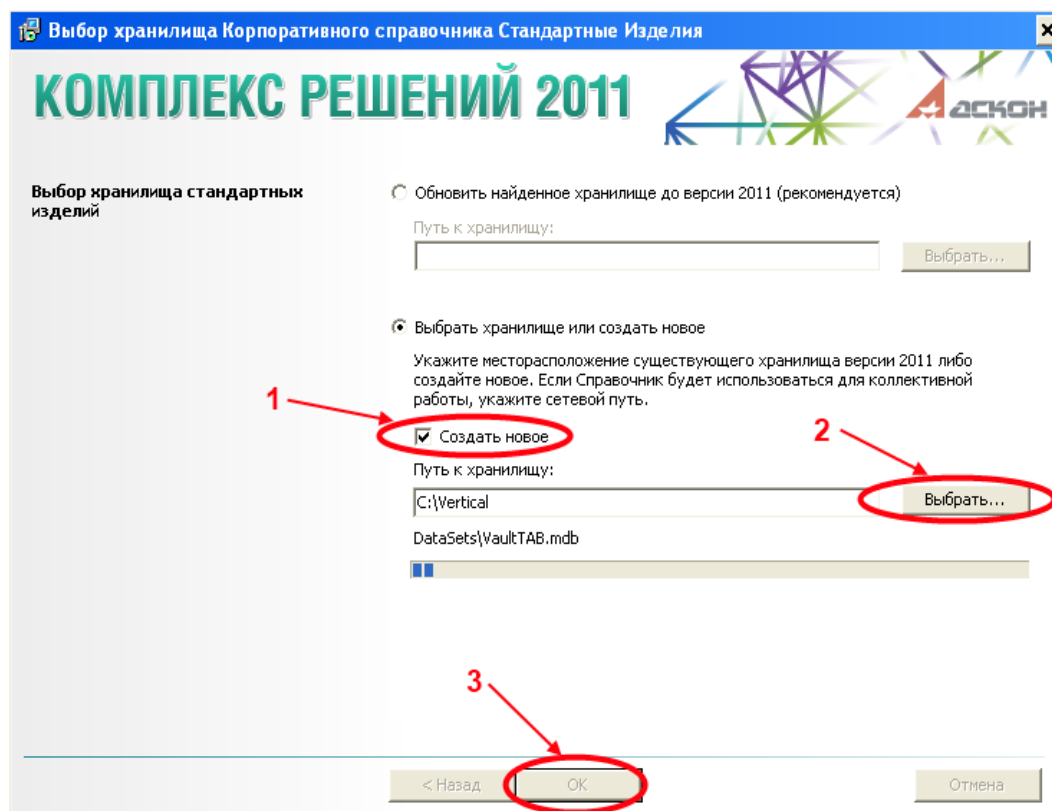 Выбор хранилища Корпоративного справочника Стандартные Изделия
КОМПЛЕКС РЕШЕНИЙ 2011
АСКОН
Выбор хранилища стандартных
изделий
Обновить найденное хранилище до версии 2011 (рекомендуется)
Путь к хранилищу:
Выбрать...
Выбрать хранилище или создать новое
Укажите месторасположение существующего хранилища версии 2011 либо
создайте новое. Если Справочник будет использоваться для коллективной
работы, укажите сетевой путь.
1
Создать новое
2
Путь к хранилищу:
C:\Vertical
Выбрать...
DataSets\VaultTAB.mdb
3
< Назад
OK
Отмена